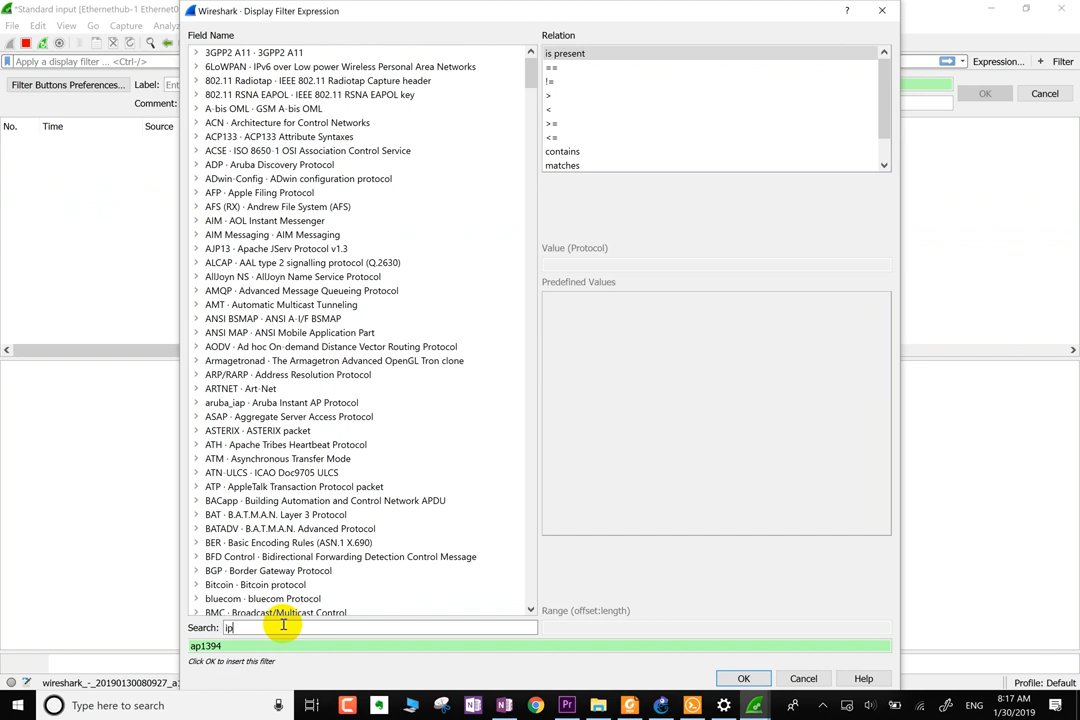 *Standard input [Ethernethub-1 Ethernet0
Wireshark · Display Filter Expression
File Edit View Go Capture Analyz
Apply a display filter ... <Ctrl-/>
Expression... + Filter
Filter Buttons Preferences... Label: Ent
Comment:
OK Cancel
No. Time Source
Field Name
3GPP2 A11 · 3GPP2 A11
6LoWPAN · IPv6 over Low power Wireless Personal Area Networks
802.11 Radiotap · IEEE 802.11 Radiotap Capture header
802.11 RSNA EAPOL · IEEE 802.11 RSNA EAPOL key
A-bis OML · GSM A-bis OML
ACN · Architecture for Control Networks
ACP133 · ACP133 Attribute Syntaxes
ACSE · ISO 8650-1 OSI Association Control Service
ADP · Aruba Discovery Protocol
ADwin-Config · ADwin configuration protocol
AFP · Apple Filing Protocol
AFS (RX) · Andrew File System (AFS)
AIM · AOL Instant Messenger
AIM Messaging · AIM Messaging
AJP13 · Apache JServ Protocol v1.3
ALCAP · AAL type 2 signalling protocol (Q.2630)
AllJoyn NS · AllJoyn Name Service Protocol
AMQP · Advanced Message Queueing Protocol
AMT · Automatic Multicast Tunneling
ANSI BSMAP · ANSI A-I/F BSMAP
ANSI MAP · ANSI Mobile Application Part
AODV · Ad hoc On-demand Distance Vector Routing Protocol
Armagetronad · The Armagetron Advanced OpenGL Tron clone
ARP/RARP · Address Resolution Protocol
ARTNET · Art-Net
aruba_iap · Aruba Instant AP Protocol
ASAP · Aggregate Server Access Protocol
ASTERIX · ASTERIX packet
ATH · Apache Tribes Heartbeat Protocol
ATM · Asynchronous Transfer Mode
ATN-ULCS · ICAO Doc9705 ULCS
ATP · AppleTalk Transaction Protocol packet
BACapp · Building Automation and Control Network APDU
BAT · B.A.T.M.A.N. Layer 3 Protocol
BATADV · B.A.T.M.A.N. Advanced Protocol
BER · Basic Encoding Rules (ASN.1 X.690)
BFD Control · Bidirectional Forwarding Detection Control Message
BGP · Border Gateway Protocol
Bitcoin · Bitcoin protocol
bluecom · bluecom Protocol
BMC · Broadcast/Multicast Control
Relation
is present
==
!=
>
<
>=
<=
contains
matches
Value (Protocol)
Predefined Values
Range (offset:length)
Search: ip
ap1394
Click OK to insert this filter
OK Cancel Help
wireshark_-_20190130080927_a1
Profile: Default
Type here to search
ENG
8:17 AM
1/30/2019